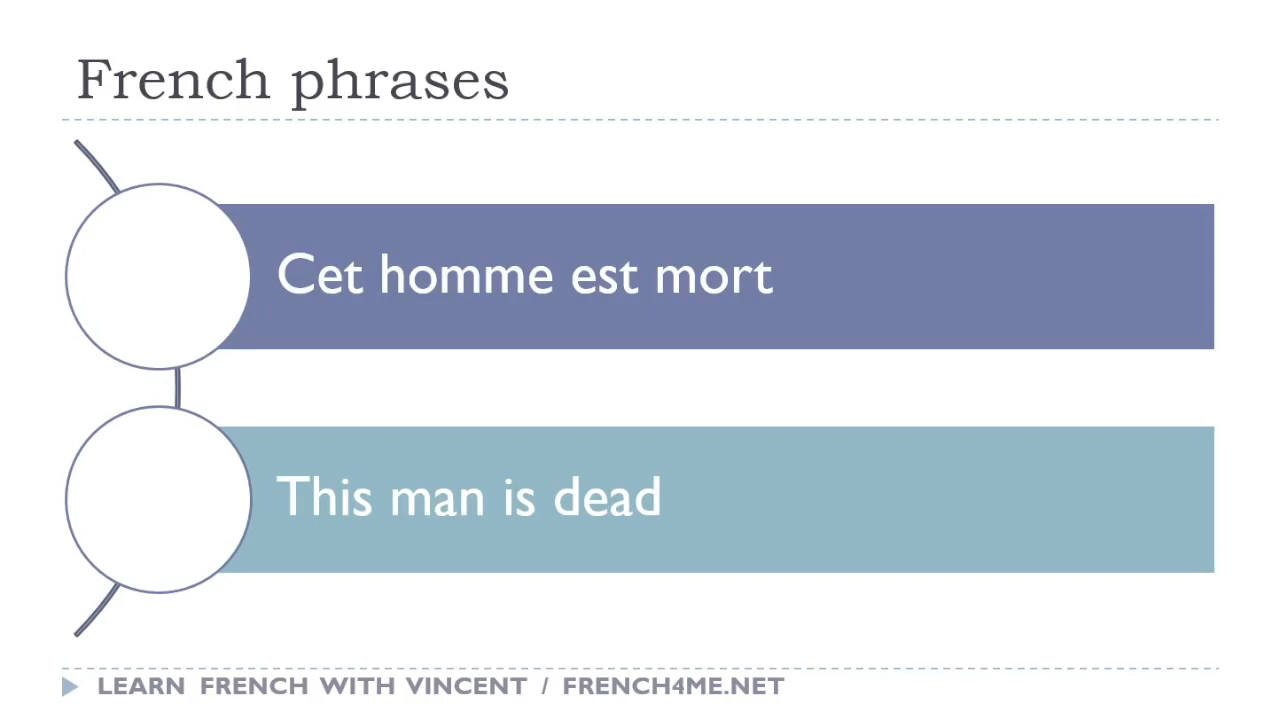 French phrases
Cet homme est mort
This man is dead
LEARN FRENCH WITH VINCENT / FRENCH4ME.NET